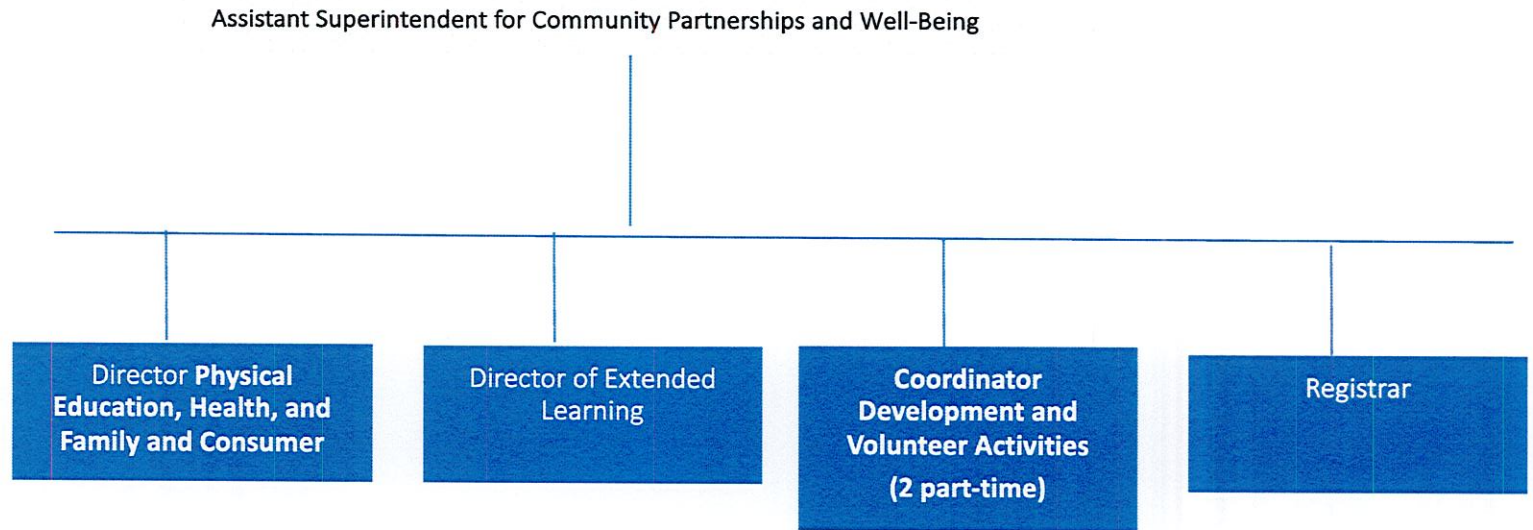 Assistant Superintendent for Community Partnerships and Well-Being
Director Physical
Education, Health, and
Family and Consumer
Director of Extended
Learning
Coordinator
Development and
Volunteer Activities
(2 part-time)
Registrar